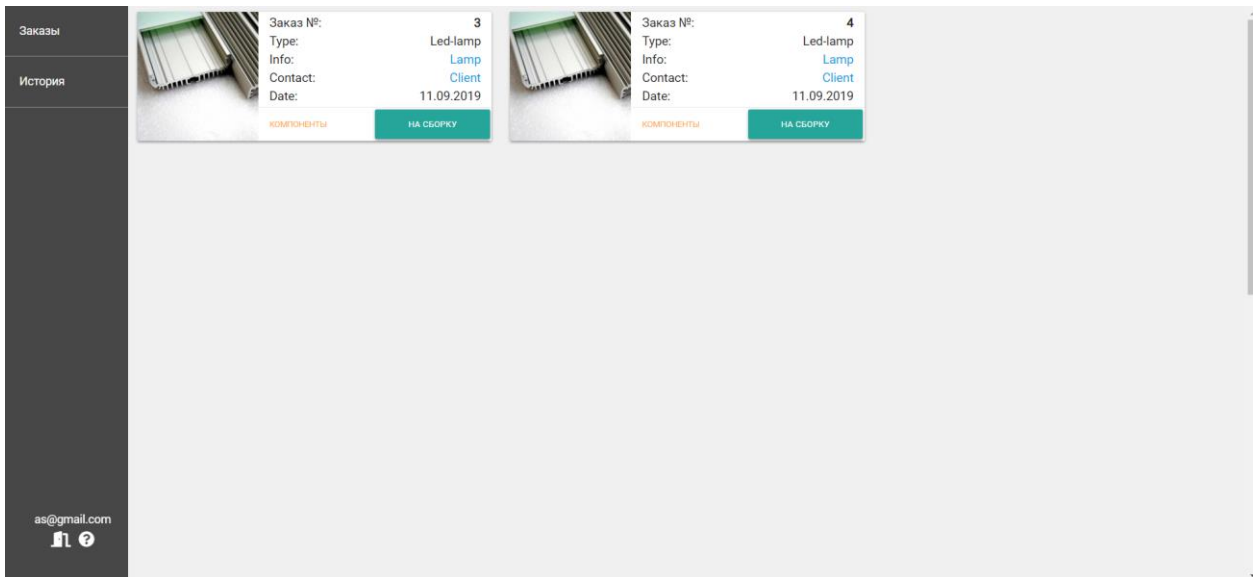 Заказы
История
as@gmail.com
Заказ №: 3
Type: Led-lamp
Info: Lamp
Contact: Client
Date: 11.09.2019
КОМПОНЕНТЫ НА СБОРКУ
Заказ №: 4
Type: Led-lamp
Info: Lamp
Contact: Client
Date: 11.09.2019
КОМПОНЕНТЫ НА СБОРКУ